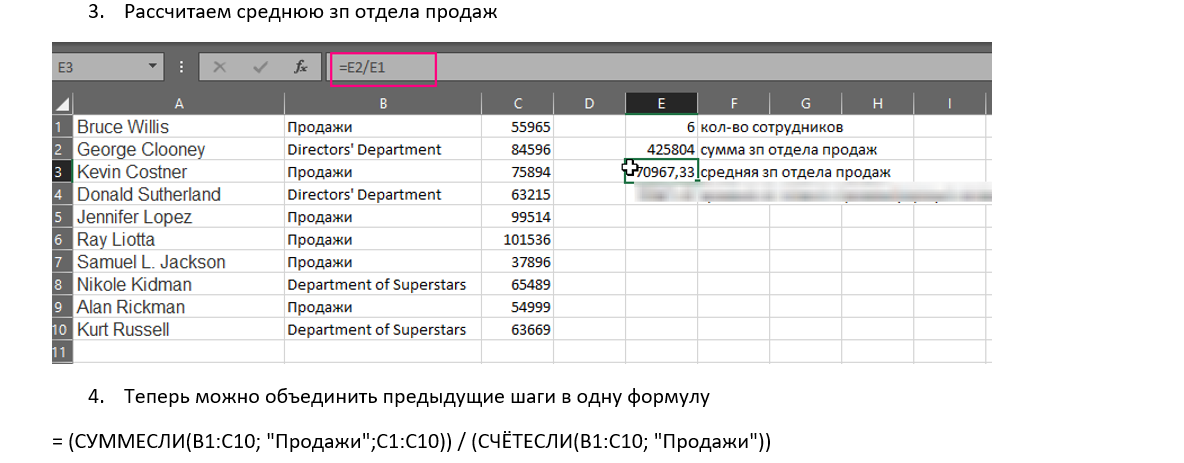 3. Рассчитаем среднюю зп отдела продаж
E3 fx =E2/E1
A B C D E F G H I
1 Bruce Willis Продажи 55965 6 кол-во сотрудников
2 George Clooney Directors' Department 84596 425804 сумма зп отдела продаж
3 Kevin Costner Продажи 75894 70967,33 средняя зп отдела продаж
4 Donald Sutherland Directors' Department 63215
5 Jennifer Lopez Продажи 99514
6 Ray Liotta Продажи 101536
7 Samuel L. Jackson Продажи 37896
8 Nikole Kidman Department of Superstars 65489
9 Alan Rickman Продажи 54999
10 Kurt Russell Department of Superstars 63669
11
4. Теперь можно объединить предыдущие шаги в одну формулу
= (СУММЕСЛИ(B1:C10; "Продажи";C1:C10)) / (СЧЁТЕСЛИ(B1:C10; "Продажи"))